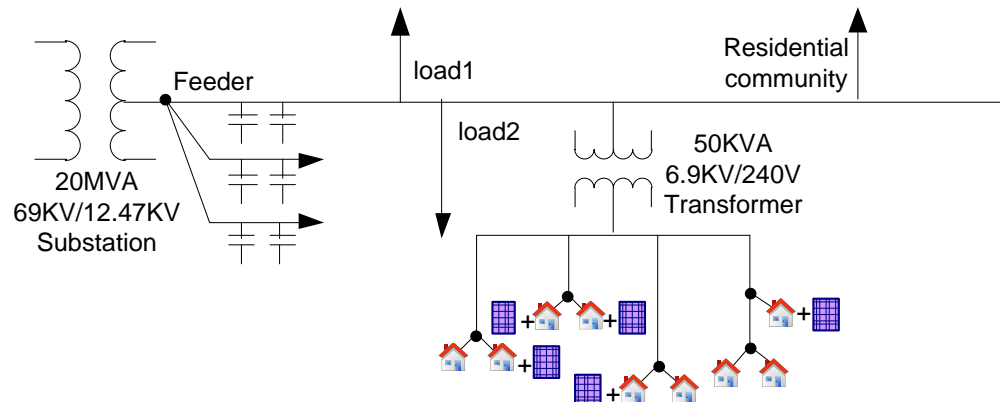 Feeder
20MVA
69KV/12.47KV
Substation
load1
load2
Residential
community
50KVA
6.9KV/240V
Transformer
+
+
+
+
+